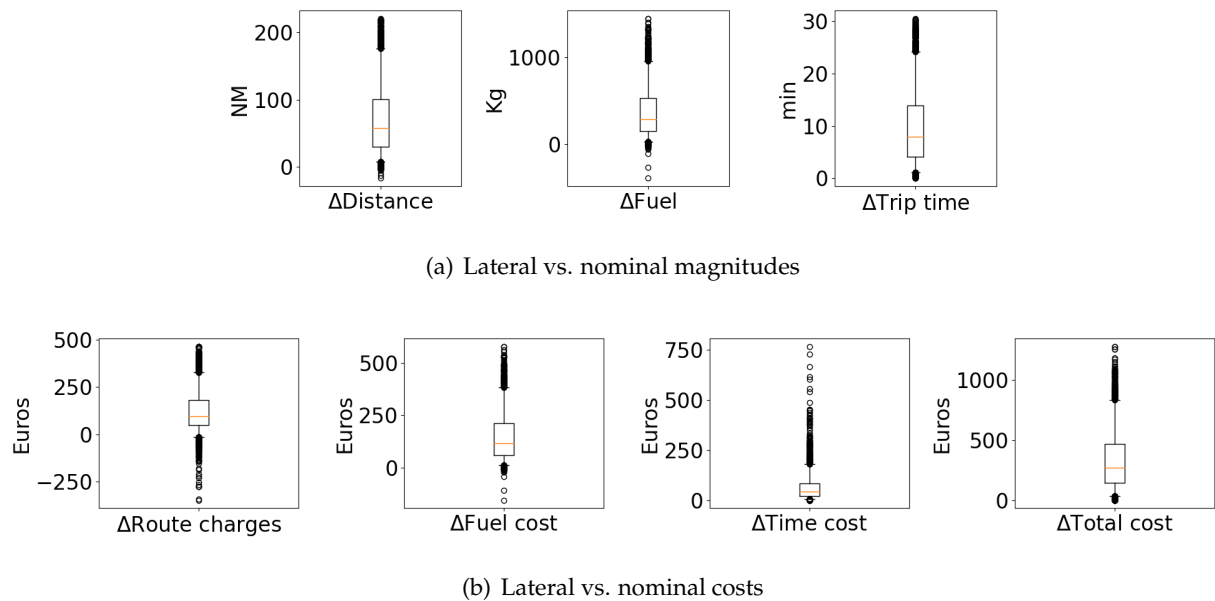 200
100
0
NM
ΔDistance
1000
0
Kg
ΔFuel
30
20
10
0
min
ΔTrip time
(a) Lateral vs. nominal magnitudes
500
250
0
−250
Euros
ΔRoute charges
500
250
0
Euros
ΔFuel cost
750
500
250
0
Euros
ΔTime cost
1000
500
0
Euros
ΔTotal cost
(b) Lateral vs. nominal costs